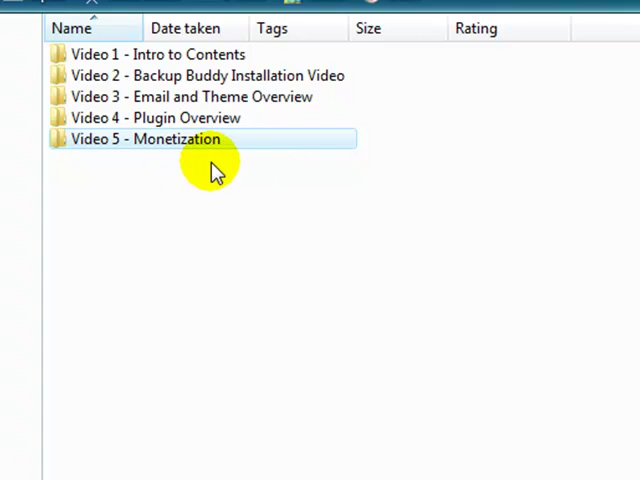 Name Date taken Tags Size Rating
Video 1 - Intro to Contents
Video 2 - Backup Buddy Installation Video
Video 3 - Email and Theme Overview
Video 4 - Plugin Overview
Video 5 - Monetization